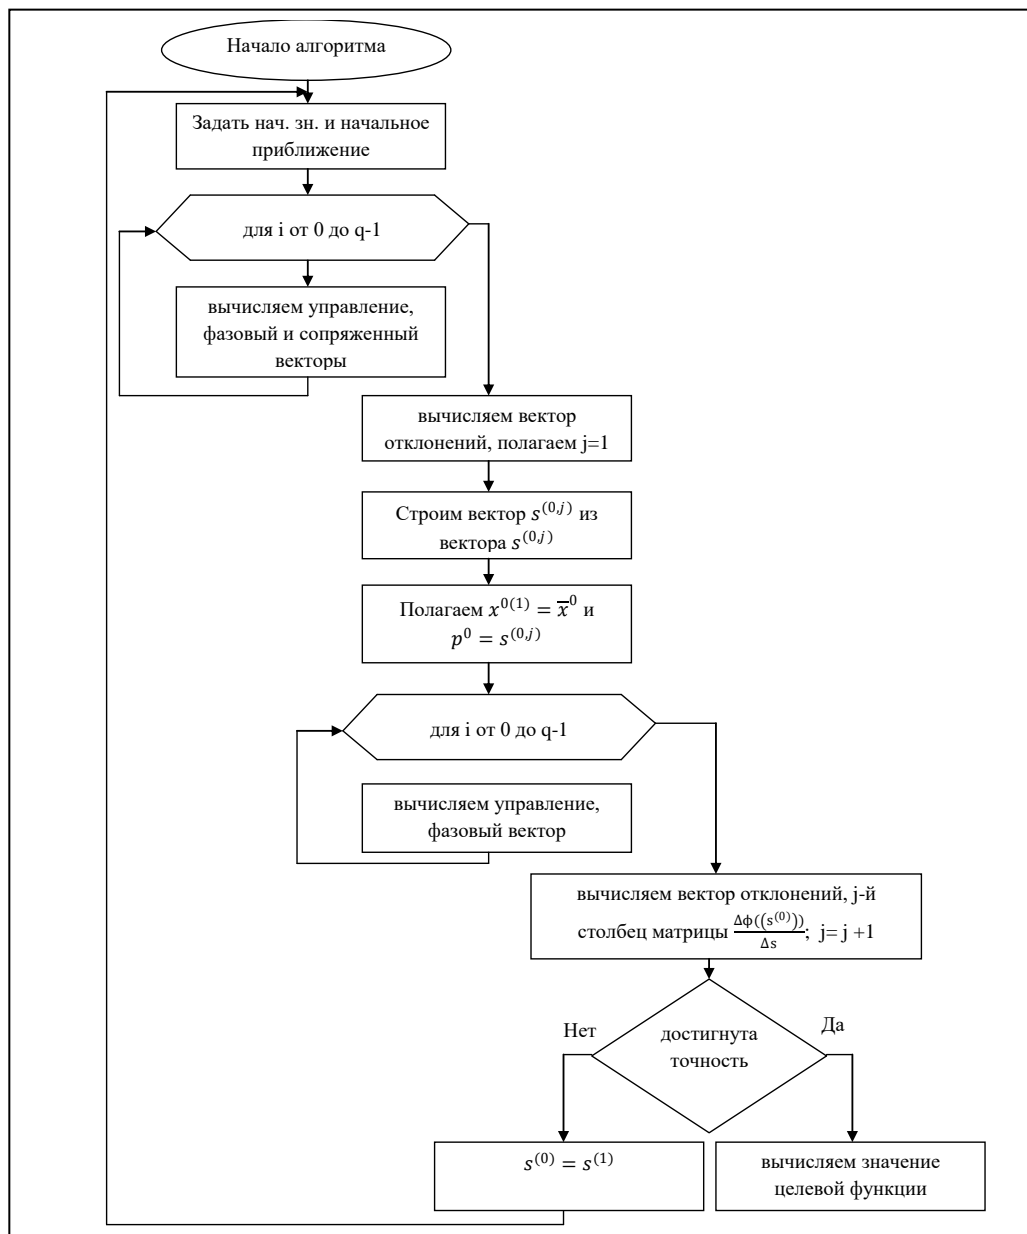 Начало алгоритма
Задать нач. зн. и начальное
приближение
для i от 0 до q-1
вычисляем управление,
фазовый и сопряженный
векторы
вычисляем вектор
отклонений, полагаем j=1
Строим вектор s^{(0,j)} из
вектора s^{(0,j)}
Полагаем x^{0(1)} = \overline{x}^{0} и
p^{0} = s^{(0,j)}
для i от 0 до q-1
вычисляем управление,
фазовый вектор
вычисляем вектор отклонений, j-й
столбец матрицы \frac{Δϕ((s^{(0)}))}{Δs}; j= j +1
Нет
Да
достигнута
точность
s^{(0)} = s^{(1)}
вычисляем значение
целевой функции